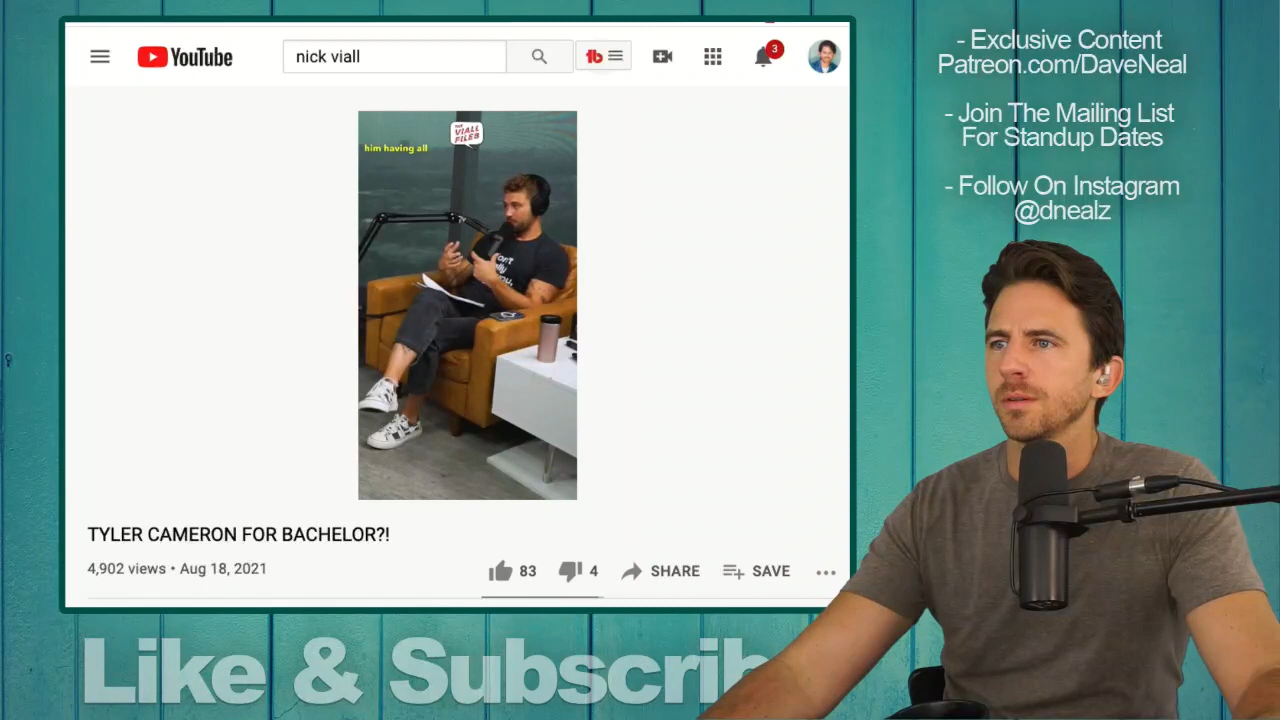 YouTube
nick viall
3
THE
VIALL
FILES
him having all
TYLER CAMERON FOR BACHELOR?!
4,902 views • Aug 18, 2021
83
4
SHARE
SAVE
- Exclusive Content
Patreon.com/DaveNeal
- Join The Mailing List
For Standup Dates
- Follow On Instagram
@dnealz
Like & Subscrib